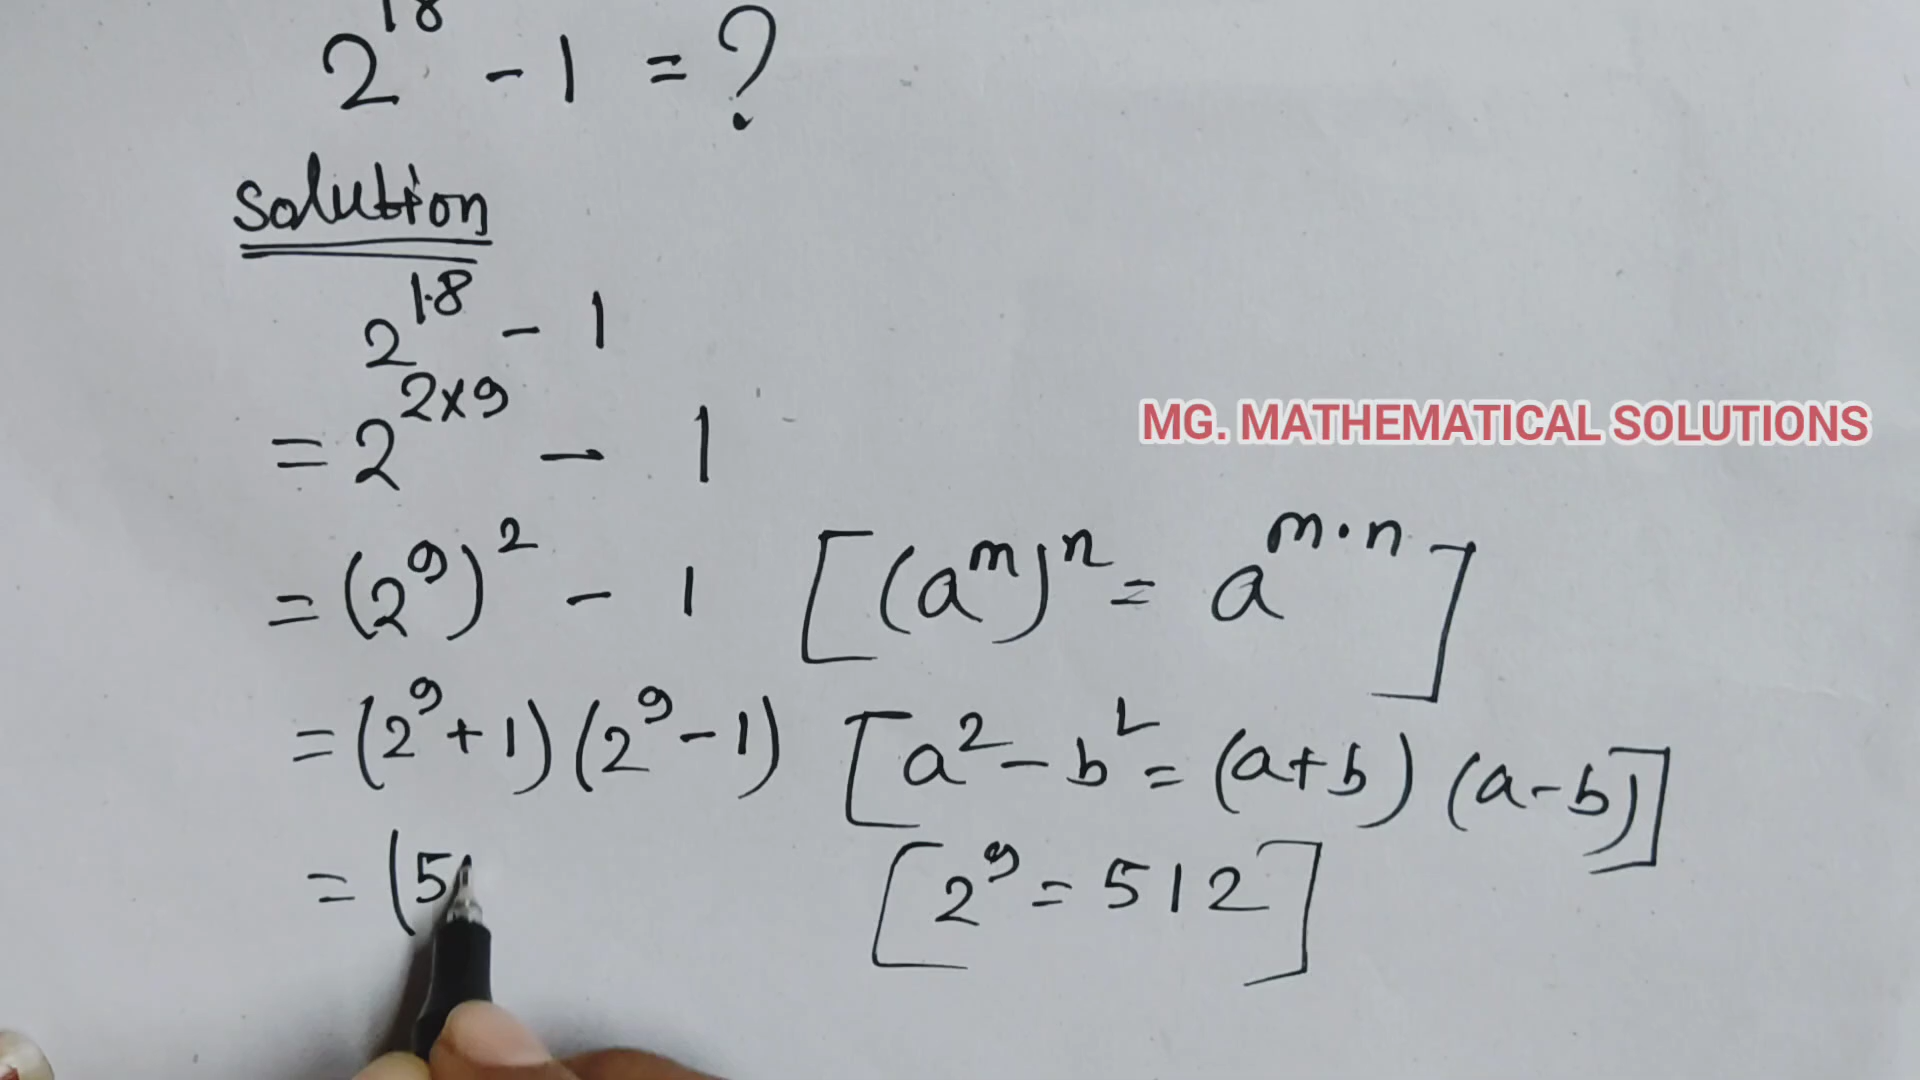 2^18 - 1 = ?
Solution
2^18 - 1
= 2^2×9 - 1
MG. MATHEMATICAL SOLUTIONS
= (2^9)^2 - 1 [(a^m)^n = a^m·n]
= (2^9 + 1) (2^9 - 1) [a^2 - b^2 = (a+b) (a-b)]
= (51 [2^9 = 512]